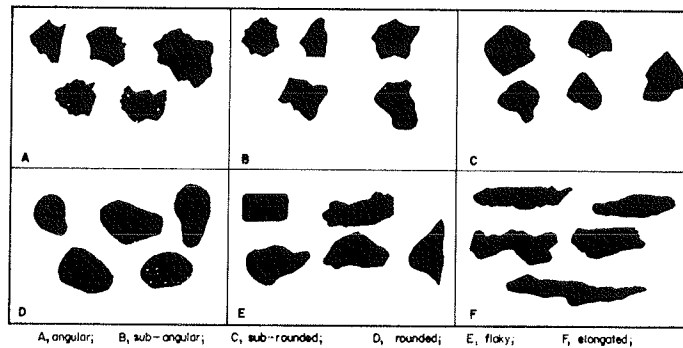 A
B
C
D
E
F
A, angular; B, sub-angular; C, sub-rounded; D, rounded; E, flaky; F, elongated;